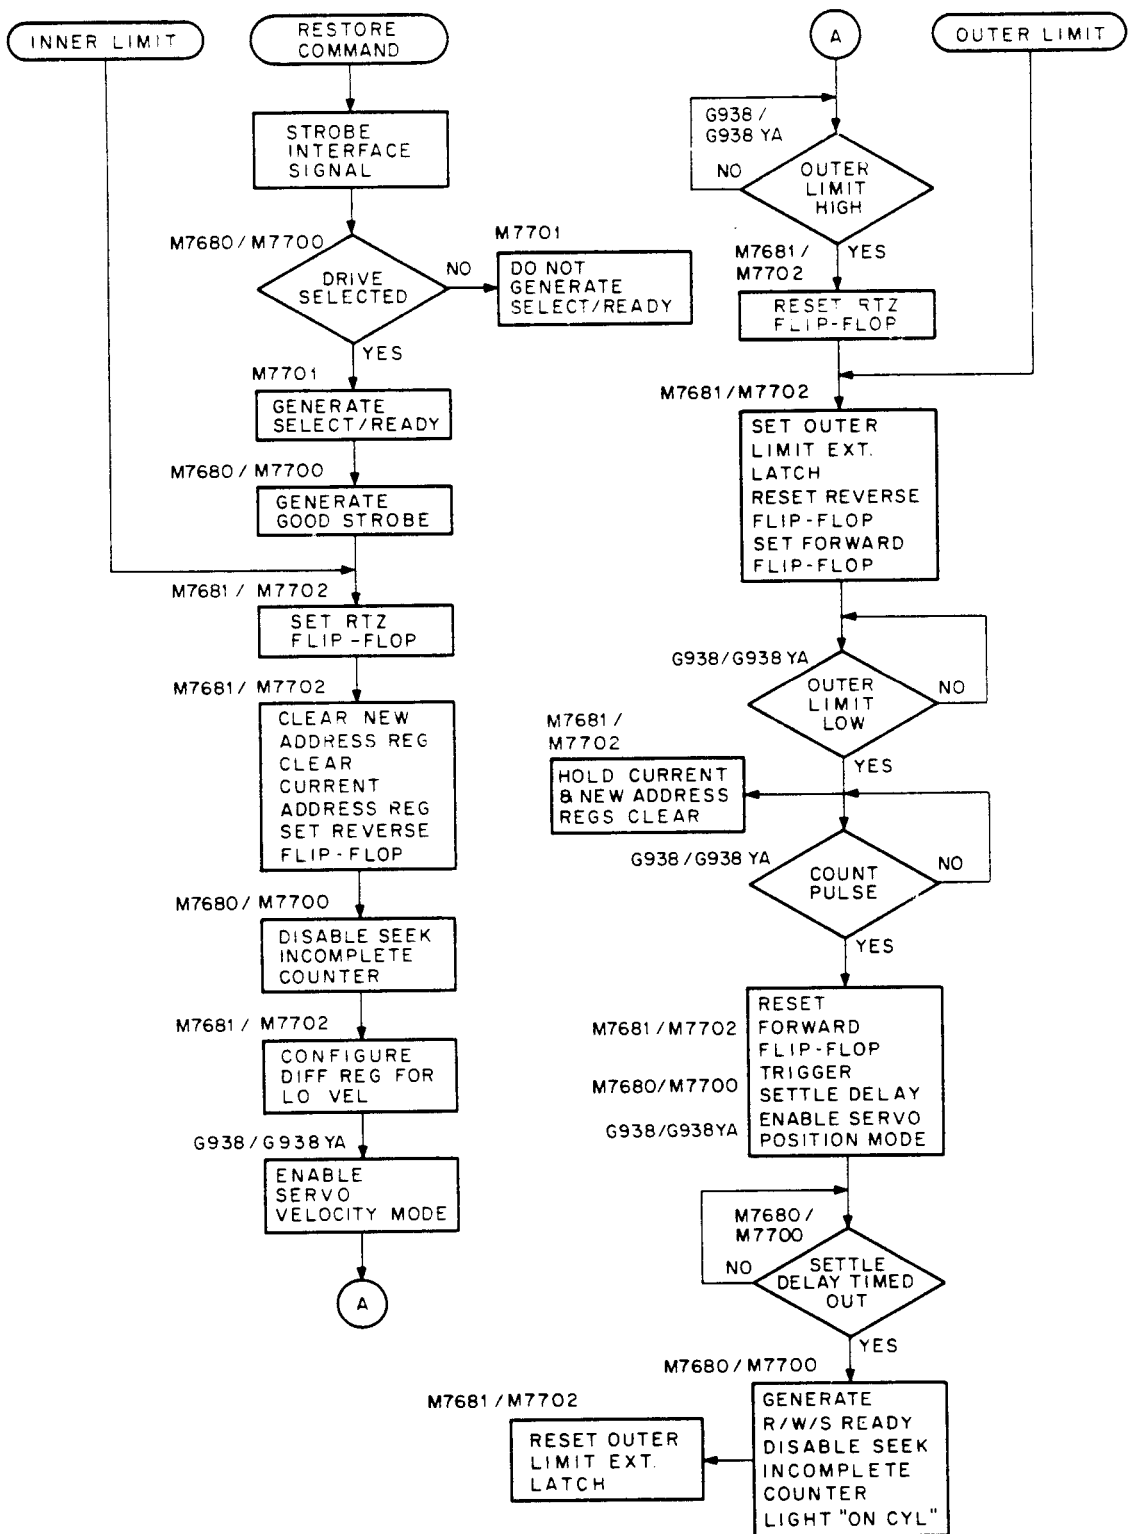 INNER LIMIT
RESTORE
COMMAND
STROBE
INTERFACE
SIGNAL
M7680/M7700
DRIVE
SELECTED
NO
M7701
DO NOT
GENERATE
SELECT/READY
YES
M7701
GENERATE
SELECT/READY
M7680/M7700
GENERATE
GOOD STROBE
M7681/M7702
SET RTZ
FLIP-FLOP
M7681/M7702
CLEAR NEW
ADDRESS REG
CLEAR
CURRENT
ADDRESS REG
SET REVERSE
FLIP-FLOP
M7680/M7700
DISABLE SEEK
INCOMPLETE
COUNTER
M7681/M7702
CONFIGURE
DIFF REG FOR
LO VEL
G938/G938YA
ENABLE
SERVO
VELOCITY MODE
A
A
OUTER LIMIT
G938/
G938YA
NO
OUTER
LIMIT
HIGH
YES
M7681/
M7702
RESET RTZ
FLIP-FLOP
M7681/M7702
SET OUTER
LIMIT EXT.
LATCH
RESET REVERSE
FLIP-FLOP
SET FORWARD
FLIP-FLOP
G938/G938YA
OUTER
LIMIT
LOW
NO
YES
M7681/
M7702
HOLD CURRENT
& NEW ADDRESS
REGS CLEAR
G938/G938YA
COUNT
PULSE
NO
YES
RESET
M7681/M7702 FORWARD
FLIP-FLOP
TRIGGER
M7680/M7700 SETTLE DELAY
ENABLE SERVO
G938/G938YA POSITION MODE
M7680/
M7700
NO
SETTLE
DELAY TIMED
OUT
YES
M7680/M7700
GENERATE
R/W/S READY
DISABLE SEEK
INCOMPLETE
COUNTER
LIGHT "ON CYL"
M7681/M7702
RESET OUTER
LIMIT EXT.
LATCH